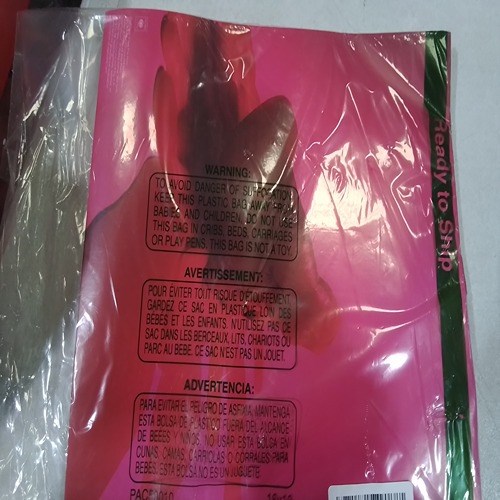 WARNING:
TO AVOID DANGER OF SUFFOCATION
KEEP THIS PLASTIC BAG AWAY FROM
BABIES AND CHILDREN. DO NOT USE
THIS BAG IN CRIBS, BEDS, CARRIAGES
OR PLAY PENS. THIS BAG IS NOT A TOY.
AVERTISSEMENT:
POUR ÉVITER TOUT RISQUE D'ÉTOUFFEMENT,
GARDEZ CE SAC EN PLASTIQUE LOIN DES
BÉBÉS ET LES ENFANTS. N'UTILISEZ PAS CE
SAC DANS LES BERCEAUX, LITS, CHARIOTS OU
PARC AU BEBE. CE SAC N'EST PAS UN JOUET.
ADVERTENCIA:
PARA EVITAR EL PELIGRO DE ASFIXIA, MANTENGA
ESTA BOLSA DE PLASTICO FUERA DEL ALCANCE
DE BEBES Y NIÑOS. NO USAR ESTA BOLSA EN
CUNAS, CAMAS, CARRIOLAS O CORRALES PARA
BEBES. ESTA BOLSA NO ES UN JUGUETE.
Ready to Ship